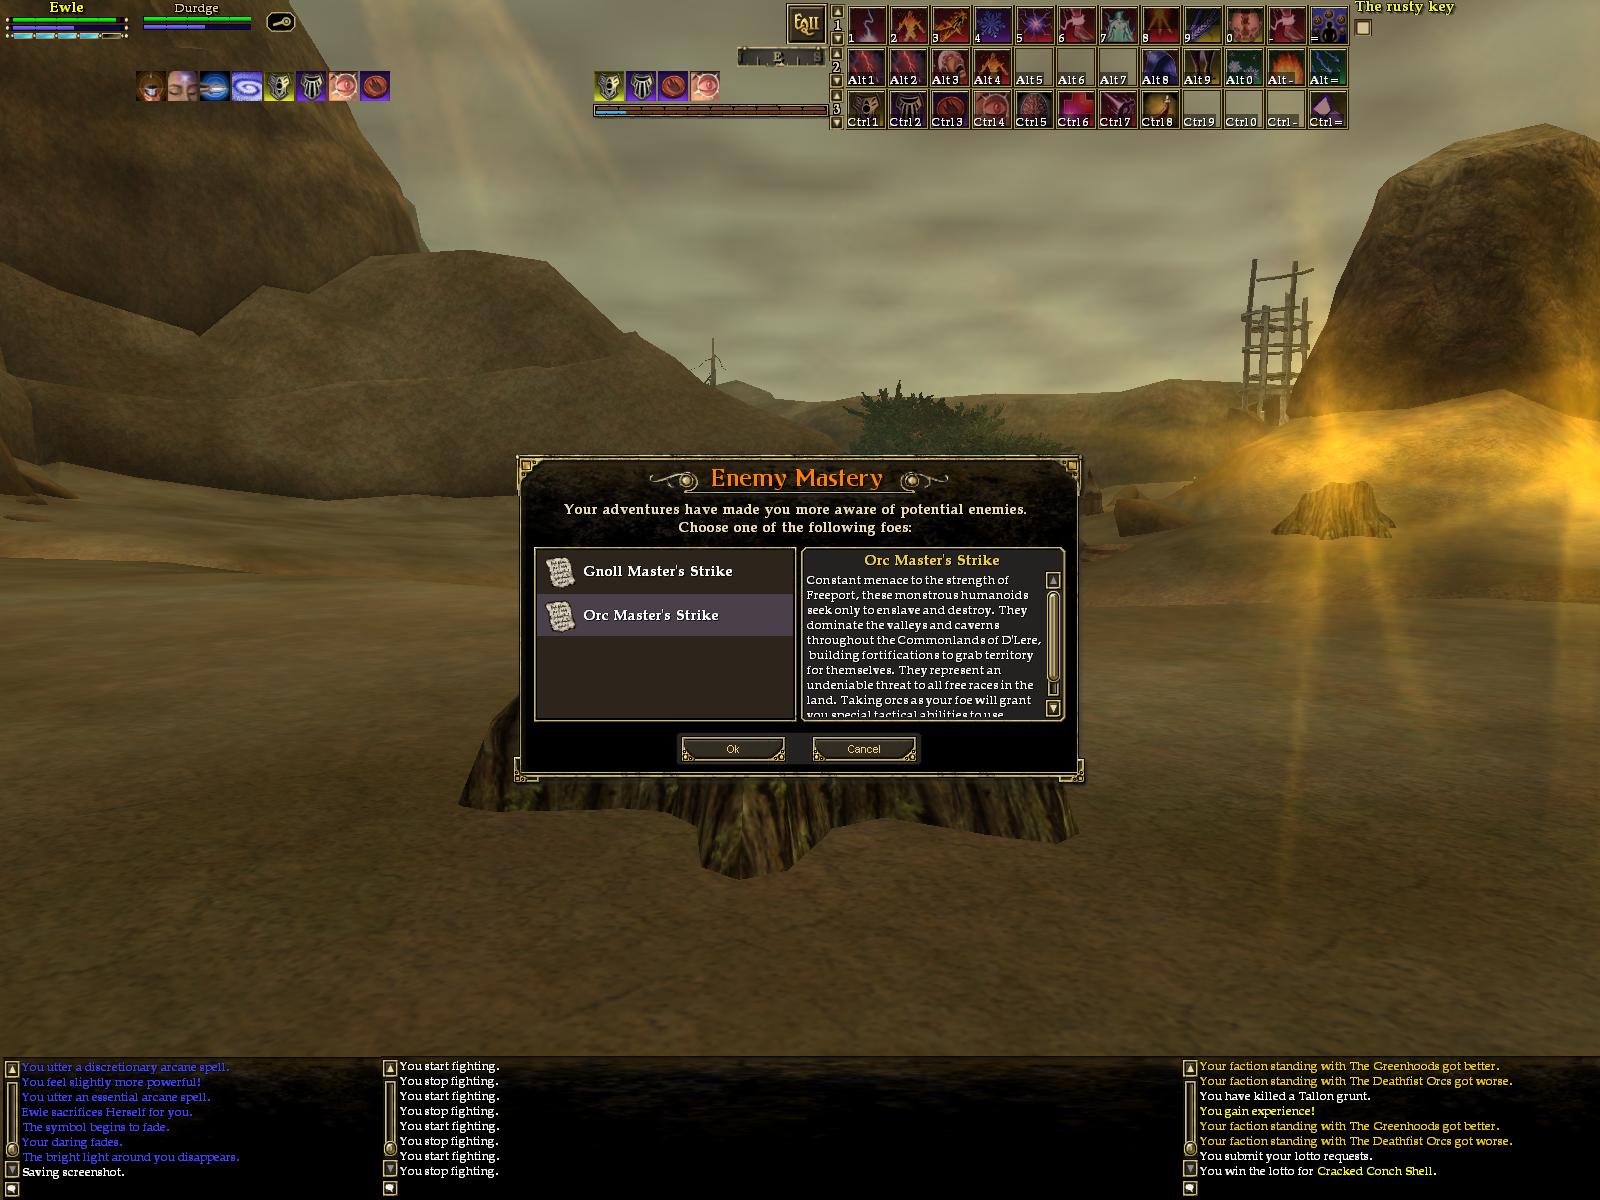 Ewle
Durdge
EQII
1
2
3
4
5
6
7
8
9
0
-
=
The rusty key
E S
1
Alt1
Alt2
Alt3
Alt4
Alt5
Alt6
Alt7
Alt8
Alt9
Alt0
Alt-
Alt=
2
Ctrl1
Ctrl2
Ctrl3
Ctrl4
Ctrl5
Ctrl6
Ctrl7
Ctrl8
Ctrl9
Ctrl0
Ctrl-
Ctrl=
3
Enemy Mastery
Your adventures have made you more aware of potential enemies.
Choose one of the following foes:
Gnoll Master's Strike
Orc Master's Strike
Orc Master's Strike
Constant menace to the strength of
Freeport, these monstrous humanoids
seek only to enslave and destroy. They
dominate the valleys and caverns
throughout the Commonlands of D'Lere,
building fortifications to grab territory
for themselves. They represent an
undeniable threat to all free races in the
land. Taking orcs as your foe will grant
you special tactical abilities to use
Ok
Cancel
You utter a discretionary arcane spell.
You feel slightly more powerful!
You utter an essential arcane spell.
Ewle sacrifices Herself for you.
The symbol begins to fade.
Your daring fades.
The bright light around you disappears.
Saving screenshot.
You start fighting.
You stop fighting.
You start fighting.
You stop fighting.
You start fighting.
You stop fighting.
You start fighting.
You stop fighting.
Your faction standing with The Greenhoods got better.
Your faction standing with The Deathfist Orcs got worse.
You have killed a Tallon grunt.
You gain experience!
Your faction standing with The Greenhoods got better.
Your faction standing with The Deathfist Orcs got worse.
You submit your lotto requests.
You win the lotto for Cracked Conch Shell.